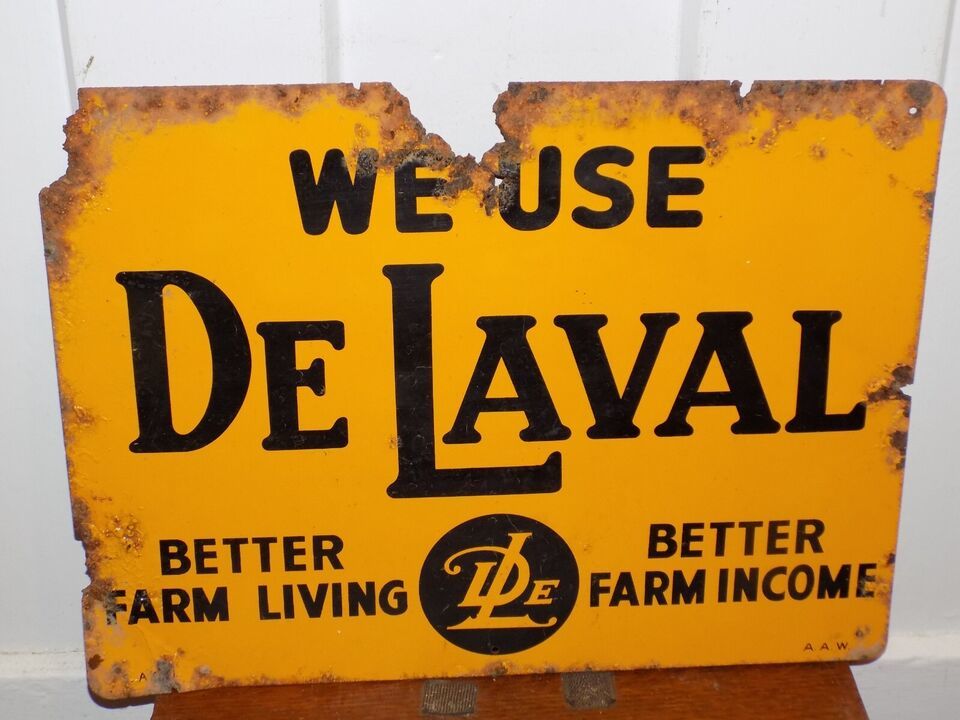 WE USE
DE LAVAL
BETTER FARM LIVING
DLE
BETTER FARM INCOME
A
A.A.W.